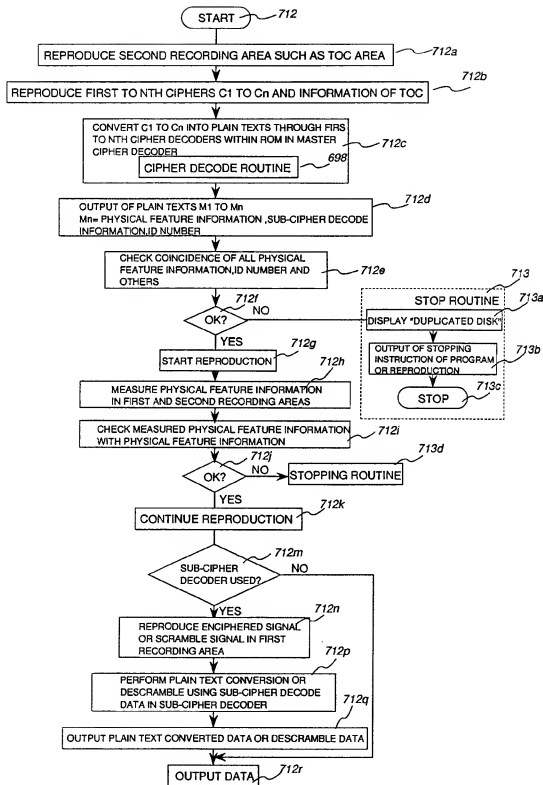 START
712
REPRODUCE SECOND RECORDING AREA SUCH AS TOC AREA
712a
712b
REPRODUCE FIRST TO NTH CIPHERS C1 TO Cn AND INFORMATION OF TOC
CONVERT C1 TO Cn INTO PLAIN TEXTS THROUGH FIRS
TO NTH CIPHER DECODERS WITHIN ROM IN MASTER
CIPHER DECODER
712c
CIPHER DECODE ROUTINE
698
712d
OUTPUT OF PLAIN TEXTS M1 TO Mn
Mn= PHYSICAL FEATURE INFORMATION ,SUB-CIPHER DECODE
INFORMATION,ID NUMBER
CHECK COINCIDENCE OF ALL PHYSICAL
FEATURE INFORMATION,ID NUMBER AND
OTHERS
712e
712f
OK?
NO
YES
713
STOP ROUTINE
713a
DISPLAY "DUPLICATED DISK"
OUTPUT OF STOPPING
INSTRUCTION OF PROGRAM
OR REPRODUCTION
713b
STOP
713c
START REPRODUCTION
712g
712h
MEASURE PHYSICAL FEATURE INFORMATION
IN FIRST AND SECOND RECORDING AREAS
CHECK MEASURED PHYSICAL FEATURE INFORMATION
WITH PHYSICAL FEATURE INFORMATION
712i
712j
OK?
NO
713d
STOPPING ROUTINE
YES
712k
CONTINUE REPRODUCTION
712m
SUB-CIPHER
DECODER USED?
NO
YES
712n
REPRODUCE ENCIPHERED SIGNAL
OR SCRAMBLE SIGNAL IN FIRST
RECORDING AREA
712p
PERFORM PLAIN TEXT CONVERSION OR
DESCRAMBLE USING SUB-CIPHER DECODE
DATA IN SUB-CIPHER DECODER
712q
OUTPUT PLAIN TEXT CONVERTED DATA OR DESCRAMBLE DATA
OUTPUT DATA
712r